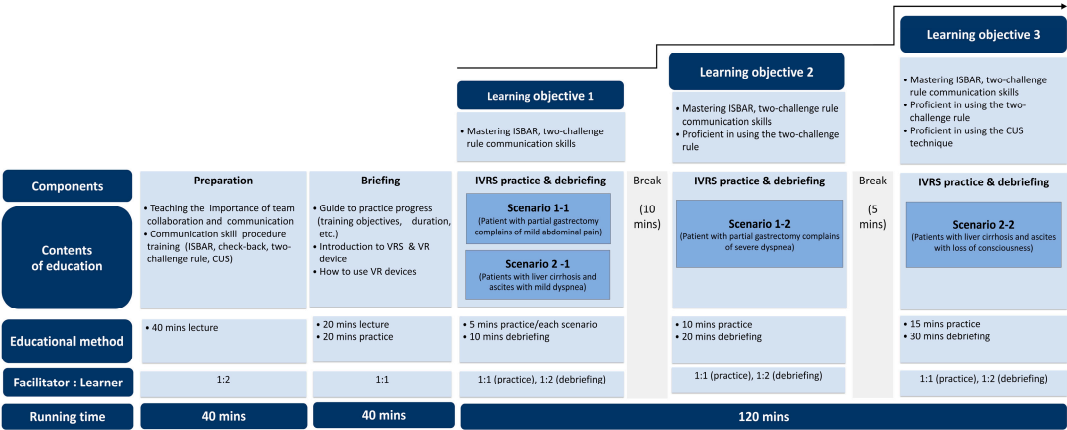 Learning objective 3
Learning objective 2
Learning objective 1
• Mastering ISBAR, two-challenge
rule communication skills
• Mastering ISBAR, two-challenge
rule communication skills
• Proficient in using the two-challenge
rule
• Mastering ISBAR, two-challenge
rule communication skills
• Proficient in using the two-
challenge rule
• Proficient in using the CUS
technique
Components
Preparation
Briefing
IVRS practice & debriefing
Break
IVRS practice & debriefing
Break
IVRS practice & debriefing
Contents
of education
• Teaching the Importance of team
collaboration and communication
• Communication skill procedure
training (ISBAR, check-back, two-
challenge rule, CUS)
• Guide to practice progress
(training objectives, duration,
etc.)
• Introduction to VRS & VR
device
• How to use VR devices
Scenario 1-1
(Patient with partial gastrectomy
complains of mild abdominal pain)
Scenario 2 -1
(Patients with liver cirrhosis and
ascites with mild dyspnea)
(10
mins)
Scenario 1-2
(Patient with partial gastrectomy complains
of severe dyspnea)
(5
mins)
Scenario 2-2
(Patients with liver cirrhosis and ascites
with loss of consciousness)
Educational method
• 40 mins lecture
• 20 mins lecture
• 20 mins practice
• 5 mins practice/each scenario
• 10 mins debriefing
• 10 mins practice
• 20 mins debriefing
• 15 mins practice
• 30 mins debriefing
Facilitator : Learner
1:2
1:1
1:1 (practice), 1:2 (debriefing)
1:1 (practice), 1:2 (debriefing)
1:1 (practice), 1:2 (debriefing)
Running time
40 mins
40 mins
120 mins